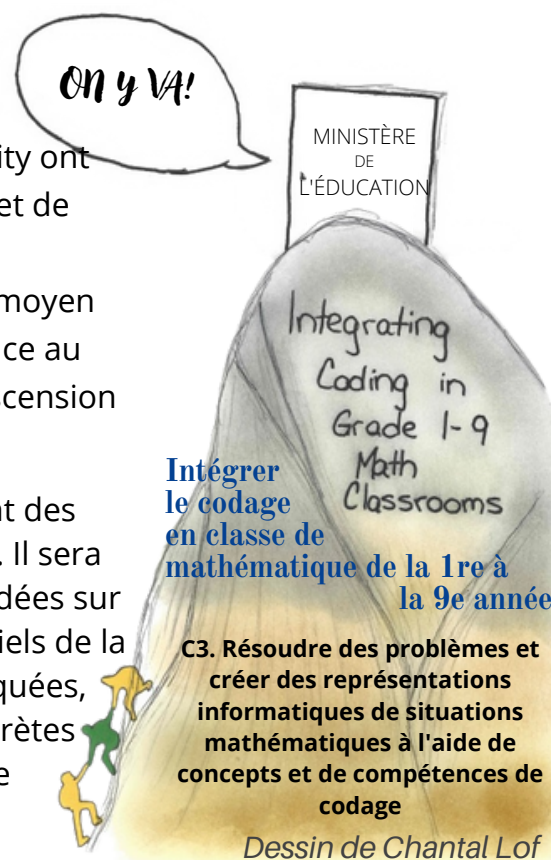 ON Y VA!
MINISTÈRE
DE
L'ÉDUCATION
ity ont
et de
moyen
ce au
scension
Integrating
Coding in
Grade 1-9
Math
Classrooms
Intégrer
le codage
en classe de
mathématique de la 1re à
la 9e année
t des
. Il sera
dées sur
iels de la
quées,
rètes
e
C3. Résoudre des problèmes et
créer des représentations
informatiques de situations
mathématiques à l'aide de
concepts et de compétences de
codage
Dessin de Chantal Lof